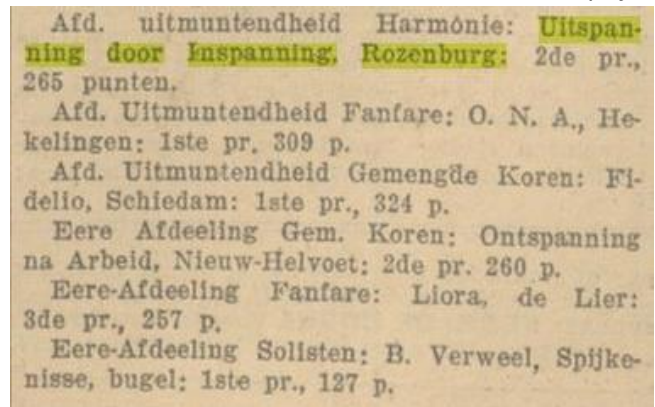 Afd. uitmuntendheid Harmonie: Uitspan-
ning door Inspanning, Rozenburg: 2de pr.,
265 punten.
Afd. Uitmuntendheid Fanfare: O. N. A., He-
kelingen: 1ste pr. 309 p.
Afd. Uitmuntendheid Gemengde Koren: Fi-
delio, Schiedam: 1ste pr., 324 p.
Eere Afdeeling Gem. Koren: Ontspanning
na Arbeid, Nieuw-Helvoet: 2de pr. 260 p.
Eere-Afdeeling Fanfare: Liora, de Lier:
3de pr., 257 p.
Eere-Afdeeling Solisten: B. Verweel, Spijke-
nisse, bugel: 1ste pr., 127 p.